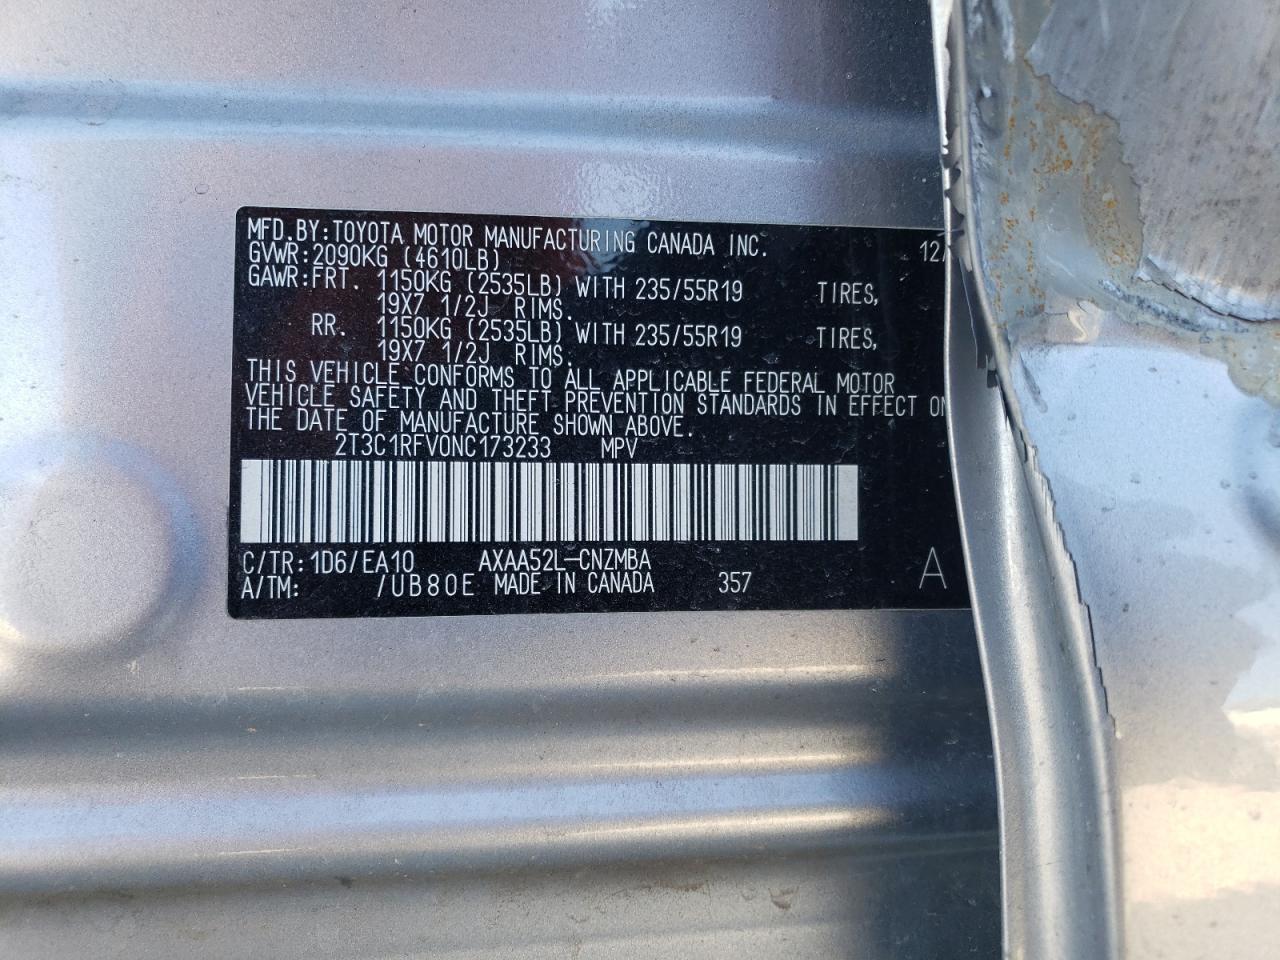 MFD.BY:TOYOTA MOTOR MANUFACTURING CANADA INC. 12/
GVWR:2090KG (4610LB)
GAWR:FRT. 1150KG (2535LB) WITH 235/55R19 TIRES,
19X7 1/2J RIMS.
RR. 1150KG (2535LB) WITH 235/55R19 TIRES,
19X7 1/2J RIMS.
THIS VEHICLE CONFORMS TO ALL APPLICABLE FEDERAL MOTOR
VEHICLE SAFETY AND THEFT PREVENTION STANDARDS IN EFFECT ON
THE DATE OF MANUFACTURE SHOWN ABOVE.
2T3C1RFV0NC173233 MPV
C/TR:1D6/EA10 AXAA52L-CNZMBA
A/TM: /UB80E MADE IN CANADA 357 A